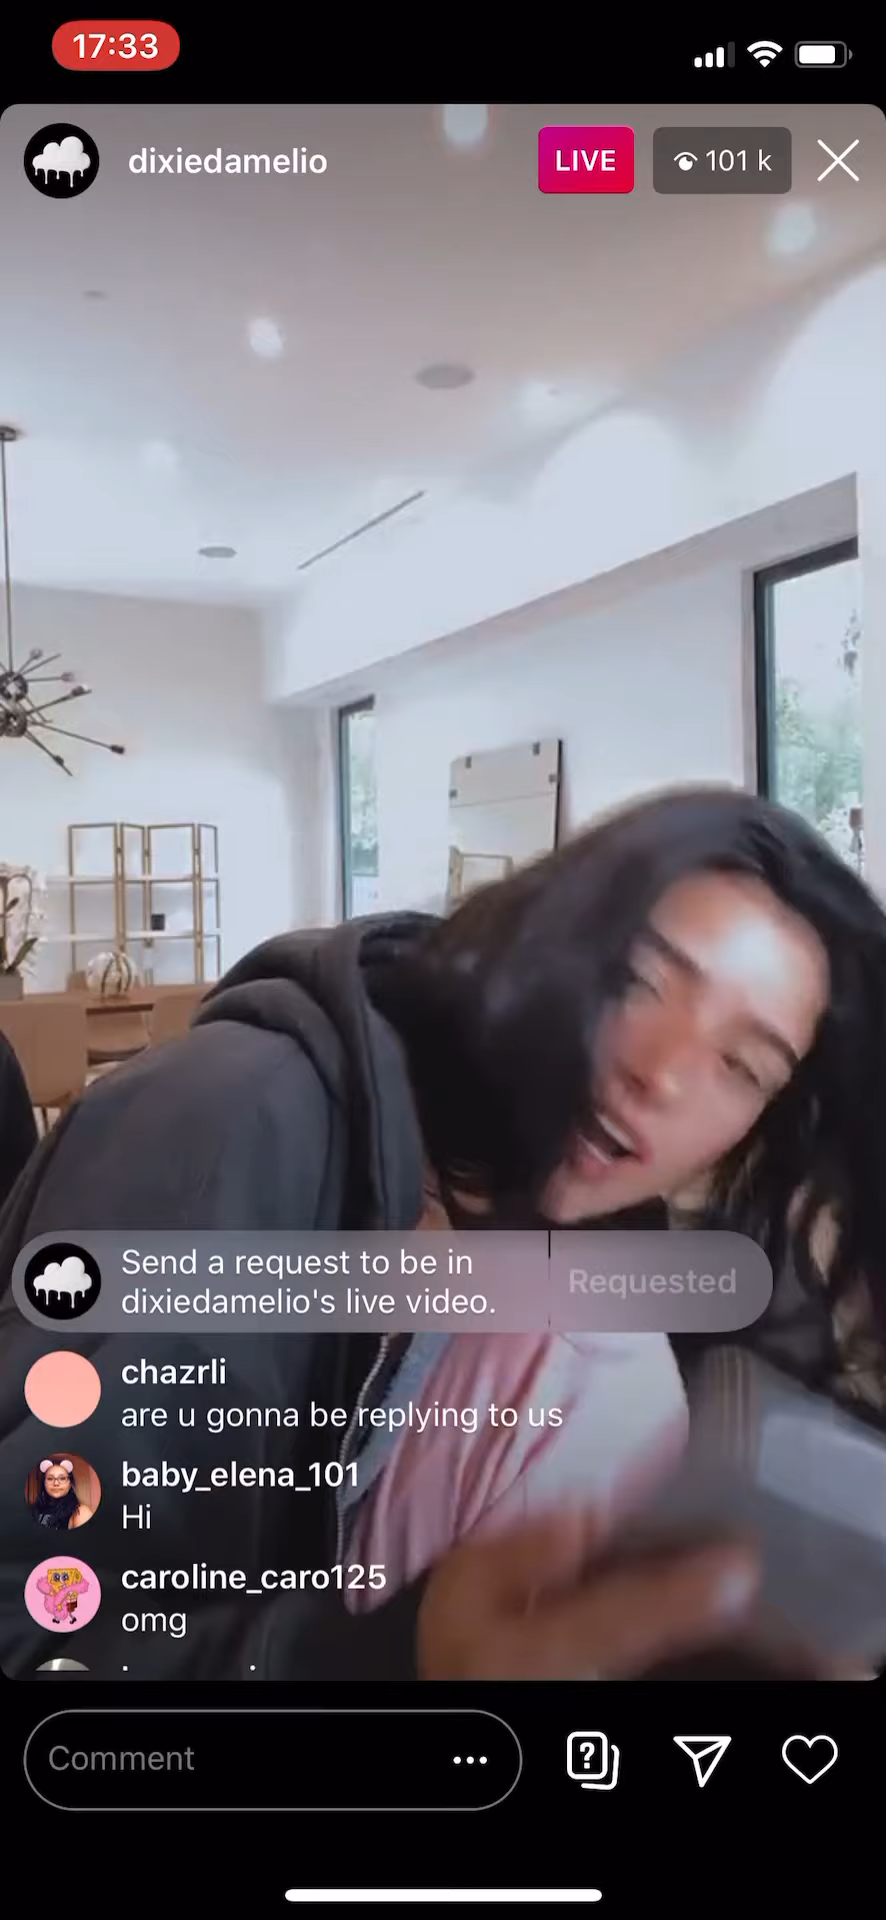 17:33
dixiedamelio
LIVE
101 k
Send a request to be in
dixiedamelio's live video.
Requested
chazrli
are u gonna be replying to us
baby_elena_101
Hi
caroline_caro125
omg
Comment